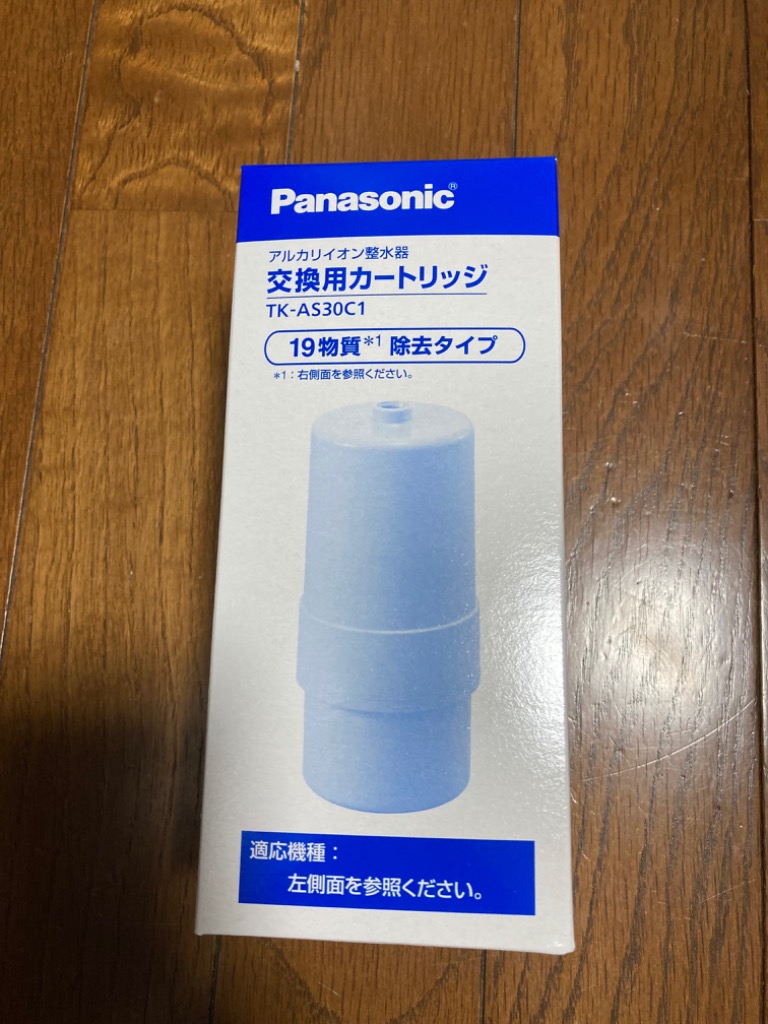 Panasonic®
アルカリイオン整水器
交換用カートリッジ
TK-AS30C1
19物質*1 除去タイプ
*1：右側面を参照ください。
適応機種：
左側面を参照ください。